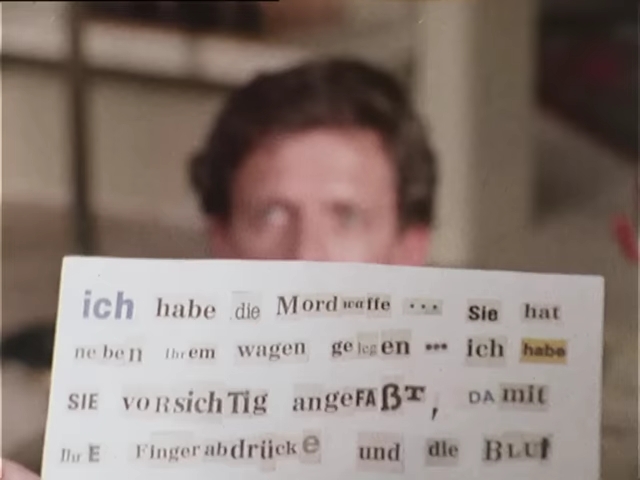 ich habe die Mordwaffe ... Sie hat
neben ihrem wagen gelegen ... ich habe
SIE vorsichTig angeFAßT, DAmit
IhrE Fingerabdrücke und die BLUt